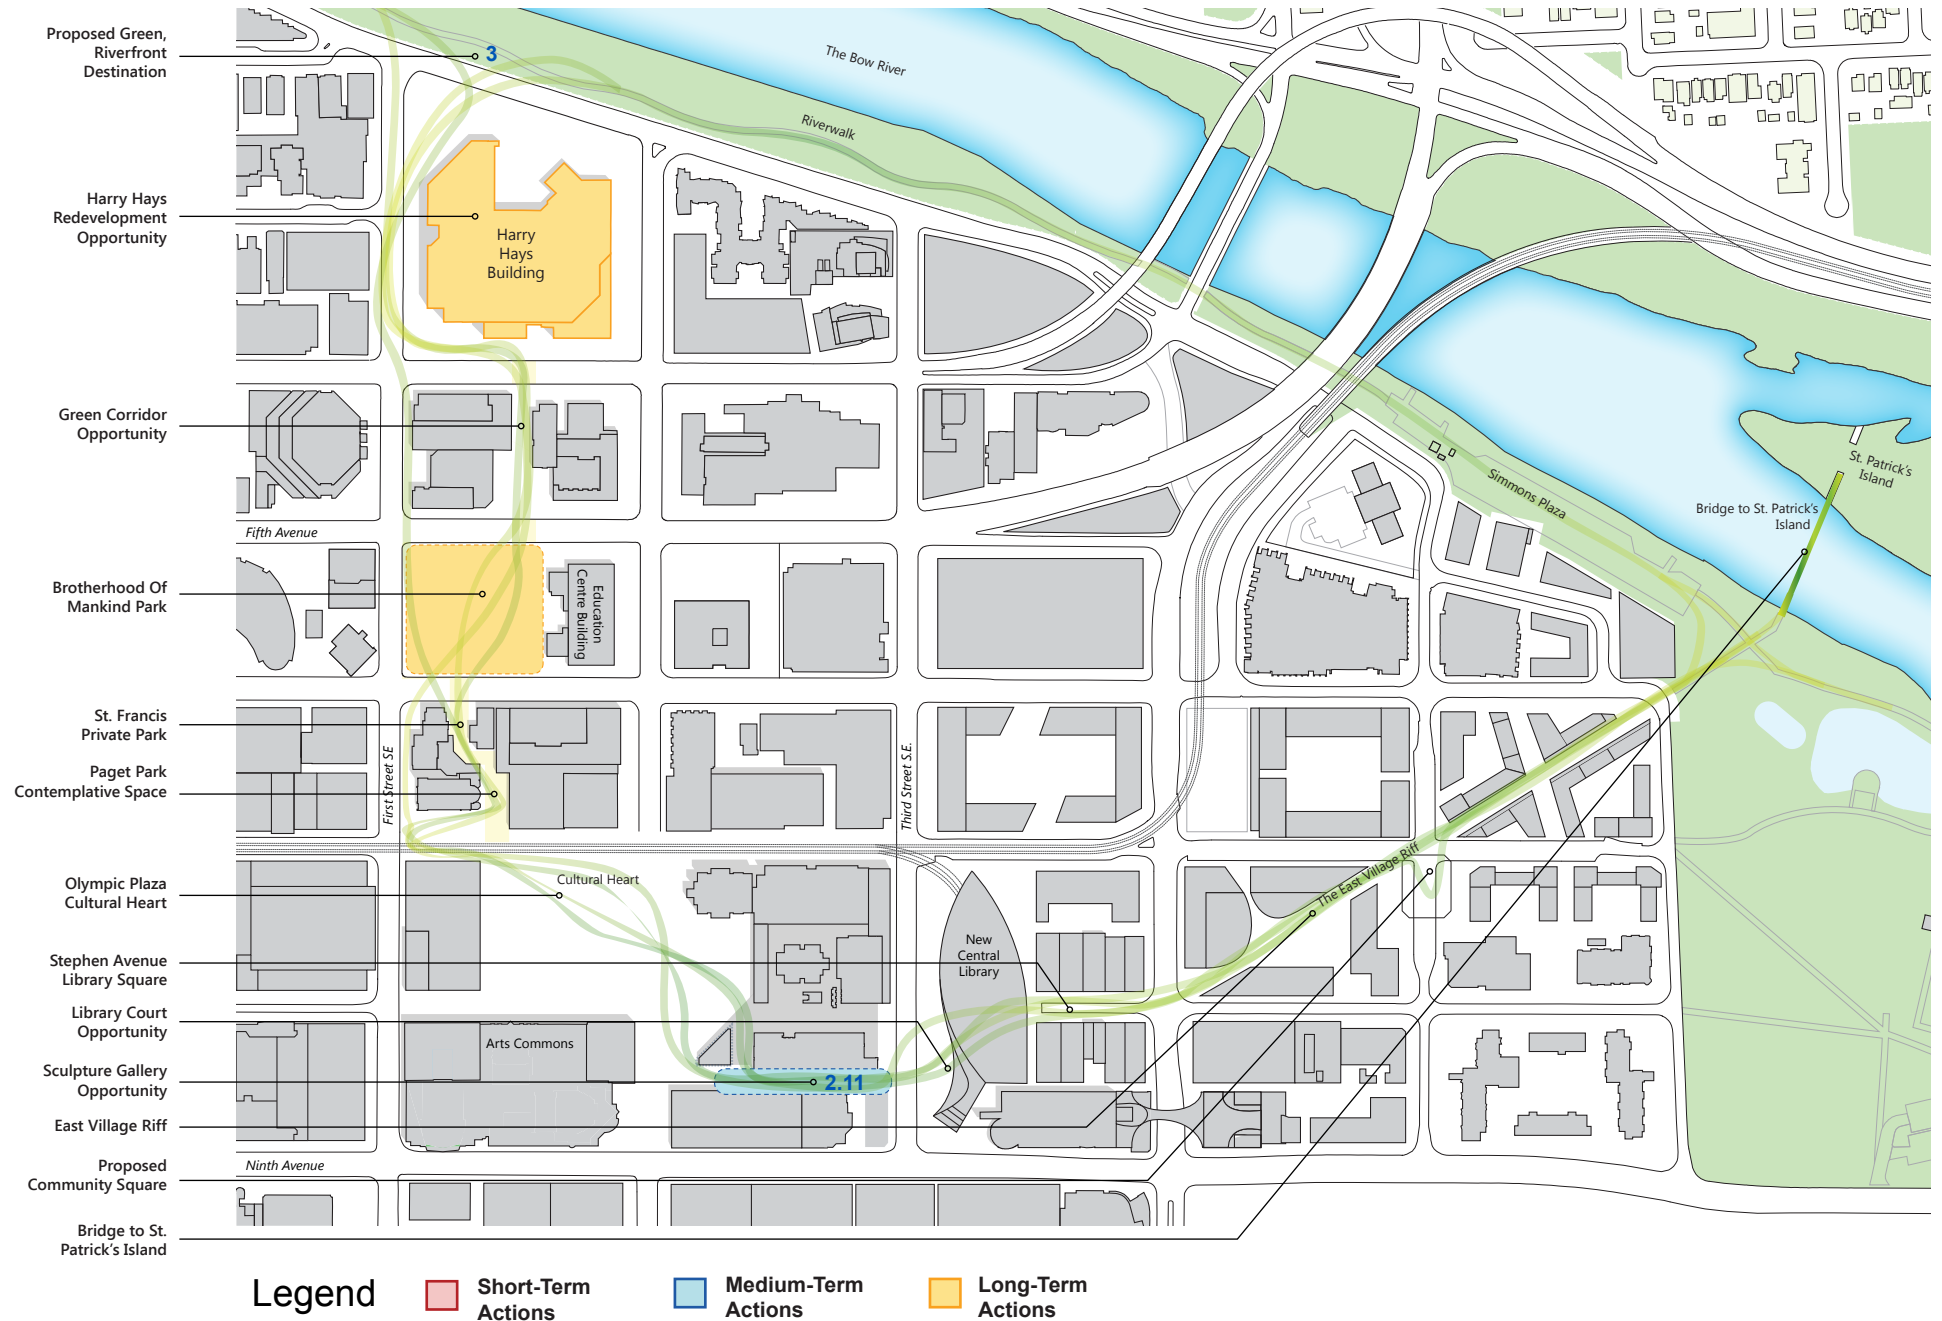 Proposed Green,
Riverfront
Destination
3
The Bow River
Riverwalk
Harry Hays
Redevelopment
Opportunity
Harry
Hays
Building
Green Corridor
Opportunity
St. Patrick's
Island
Simmons Plaza
Bridge to St. Patrick's
Island
Fifth Avenue
Brotherhood Of
Mankind Park
Education
Centre Building
St. Francis
Private Park
Paget Park
Contemplative Space
First Street SE
Third Street S.E.
Olympic Plaza
Cultural Heart
Cultural Heart
The East Village Riff
Stephen Avenue
Library Square
New
Central
Library
Library Court
Opportunity
Arts Commons
Sculpture Gallery
Opportunity
2.11
East Village Riff
Proposed
Community Square
Ninth Avenue
Bridge to St.
Patrick's Island
Legend
Short-Term
Actions
Medium-Term
Actions
Long-Term
Actions